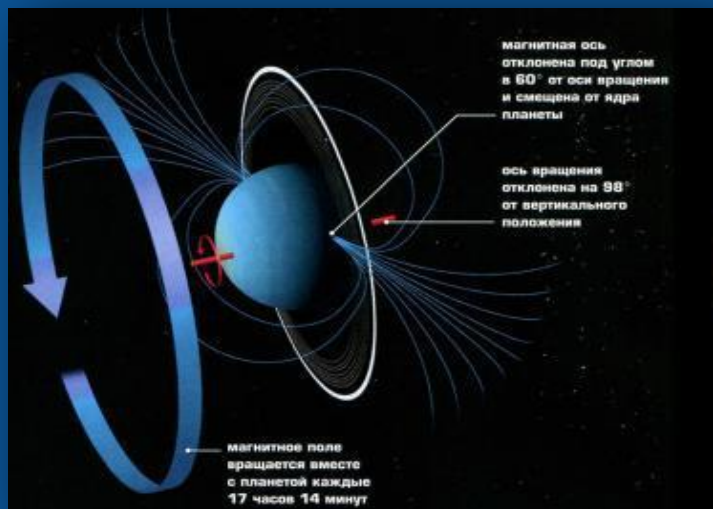 магнитная ось
отклонена под углом
в 60° от оси вращения
и смещена от ядра
планеты
ось вращения
отклонена на 98°
от вертикального
положения
магнитное поле
вращается вместе
с планетой каждые
17 часов 14 минут